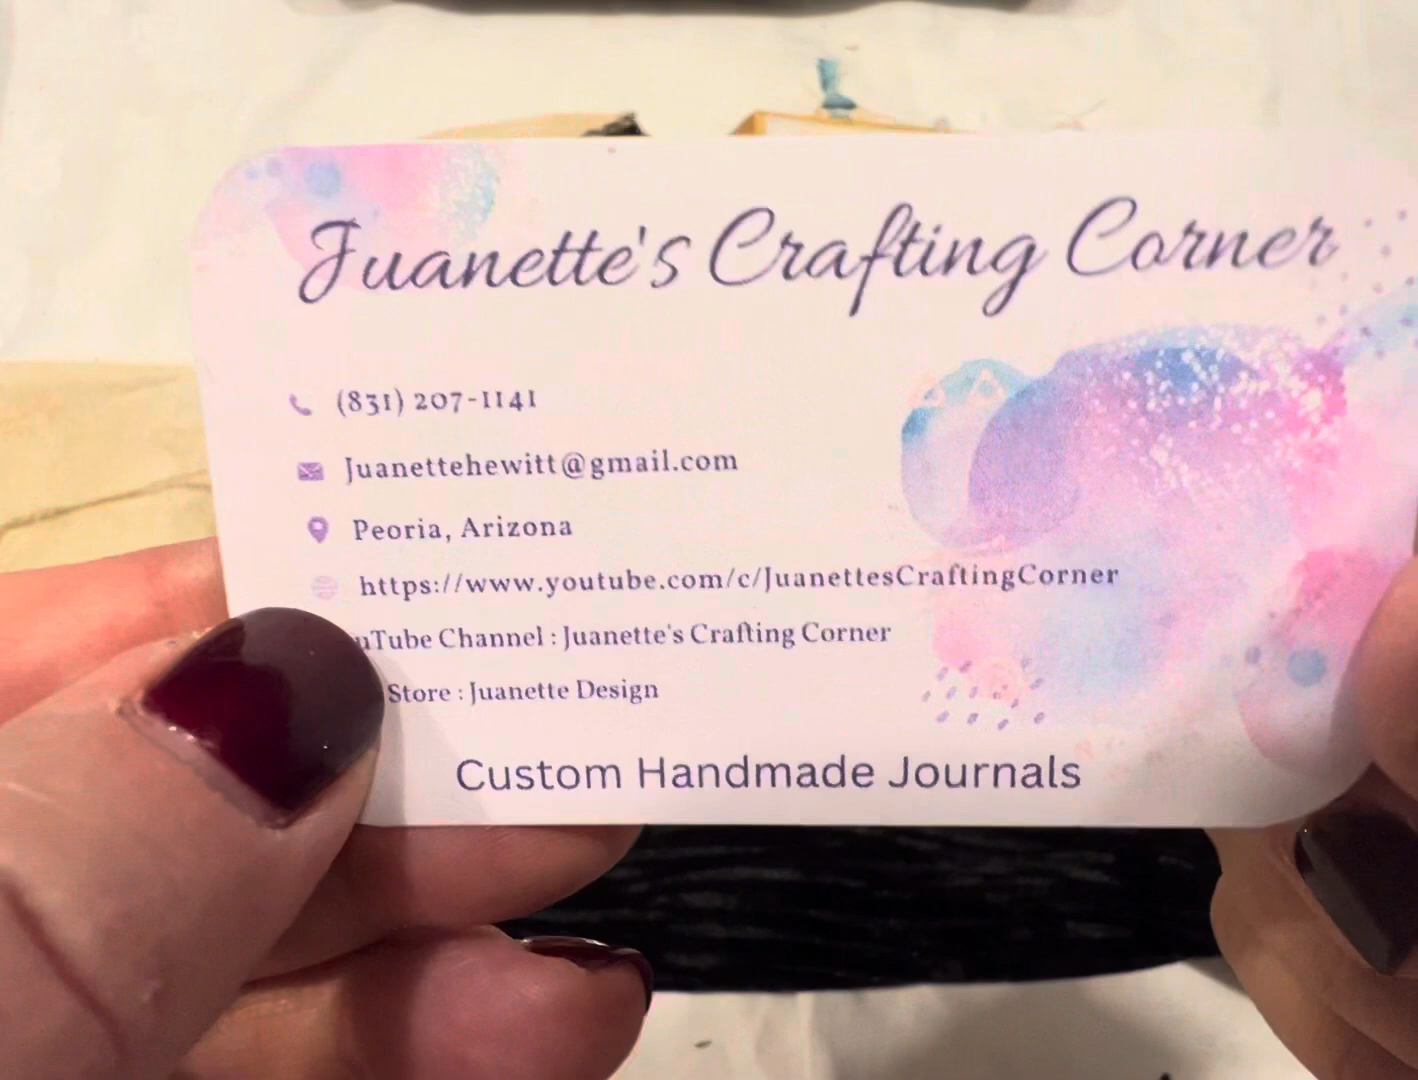 Juanette's Crafting Corner
(831) 207-1141
Juanettehewitt@gmail.com
Peoria, Arizona
https://www.youtube.com/c/JuanettesCraftingCorner
uTube Channel : Juanette's Crafting Corner
Store : Juanette Design
Custom Handmade Journals